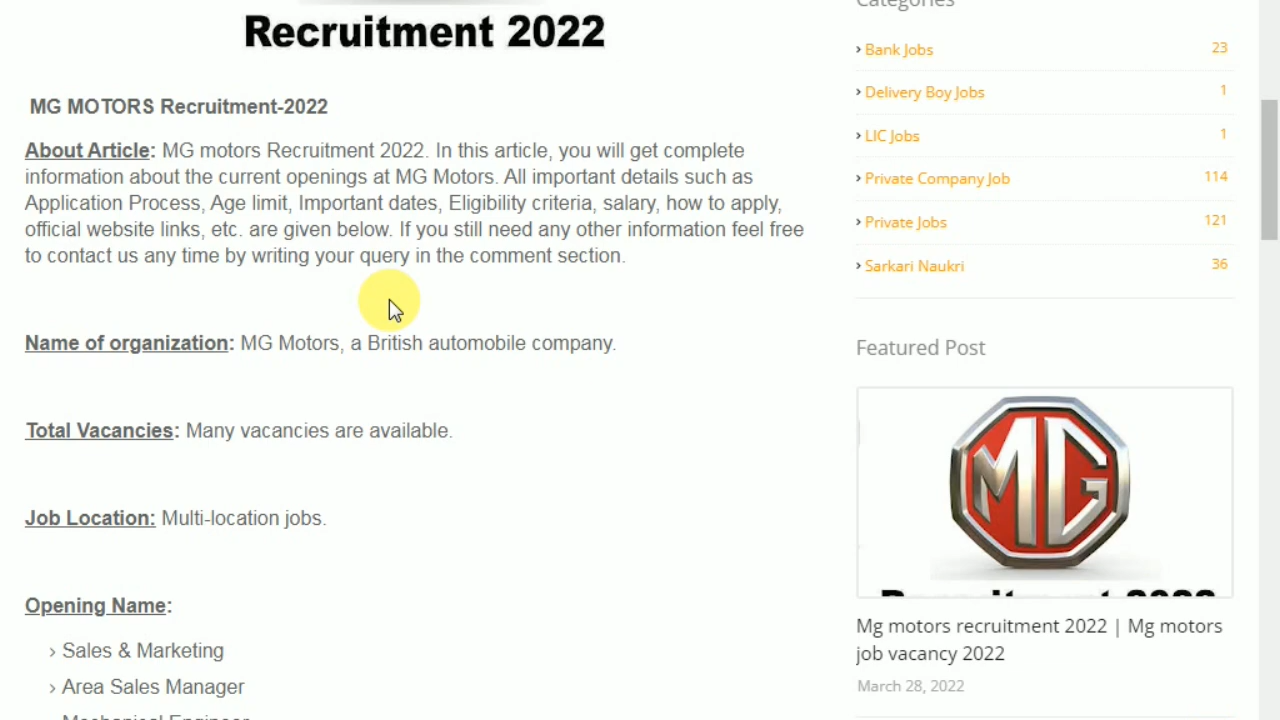 Recruitment 2022
MG MOTORS Recruitment-2022
About Article: MG motors Recruitment 2022. In this article, you will get complete
information about the current openings at MG Motors. All important details such as
Application Process, Age limit, Important dates, Eligibility criteria, salary, how to apply,
official website links, etc. are given below. If you still need any other information feel free
to contact us any time by writing your query in the comment section.
Name of organization: MG Motors, a British automobile company.
Total Vacancies: Many vacancies are available.
Job Location: Multi-location jobs.
Opening Name:
› Sales & Marketing
› Area Sales Manager
Mechanical Engineer
Categories
› Bank Jobs 23
› Delivery Boy Jobs 1
› LIC Jobs 1
› Private Company Job 114
› Private Jobs 121
› Sarkari Naukri 36
Featured Post
MG
Recruitment 2022
Mg motors recruitment 2022 | Mg motors
job vacancy 2022
March 28, 2022